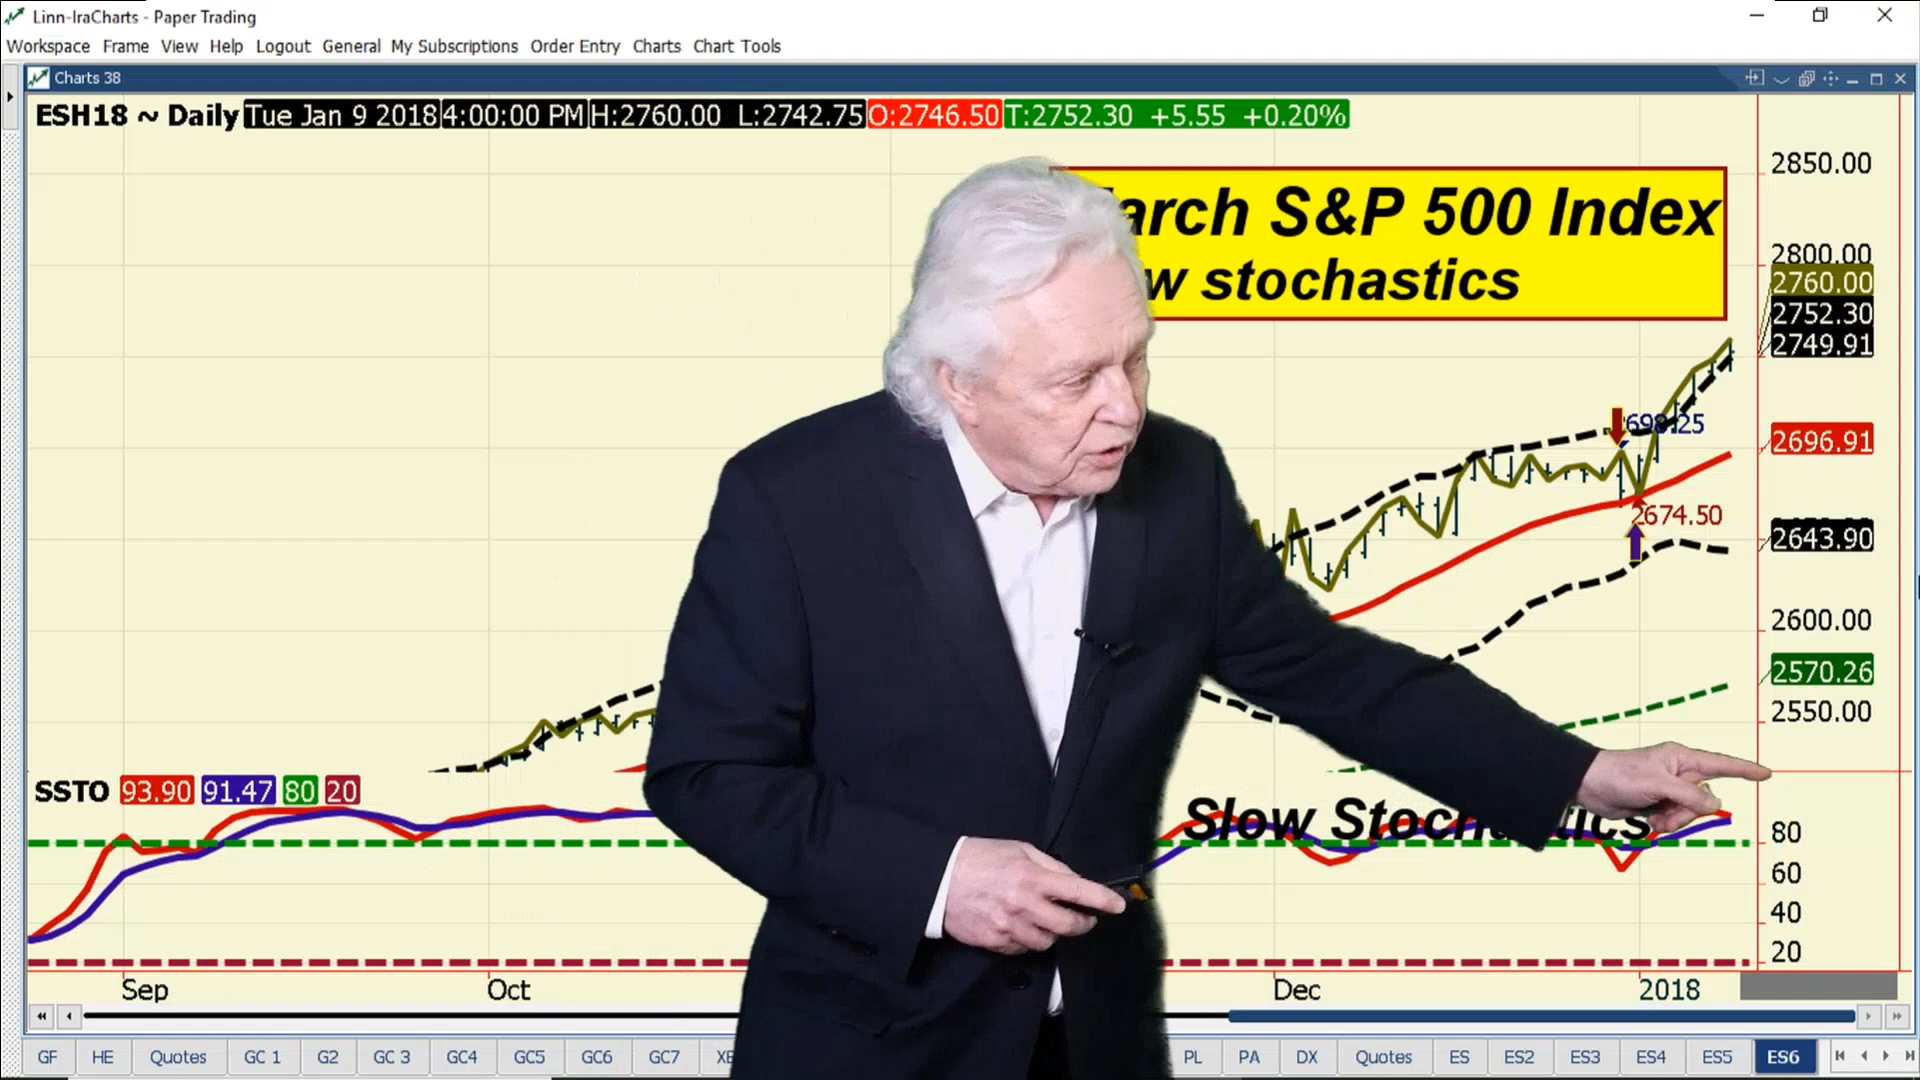 Linn-IraCharts - Paper Trading
Workspace Frame View Help Logout General My Subscriptions Order Entry Charts Chart Tools
Charts 38
ESH18 ~ Daily Tue Jan 9 2018 4:00:00 PM H:2760.00 L:2742.75 O:2746.50 T:2752.30 +5.55 +0.20%
2850.00
arch S&P 500 Index
w stochastics
2800.00
2760.00
2752.30
2749.91
698.25
2696.91
2674.50
2643.90
2600.00
2570.26
2550.00
SSTO 93.90 91.47 80 20
Slow Stochastics
80
60
40
20
Sep Oct Dec 2018
GF HE Quotes GC 1 G2 GC 3 GC4 GC5 GC6 GC7 XE PL PA DX Quotes ES ES2 ES3 ES4 ES5 ES6